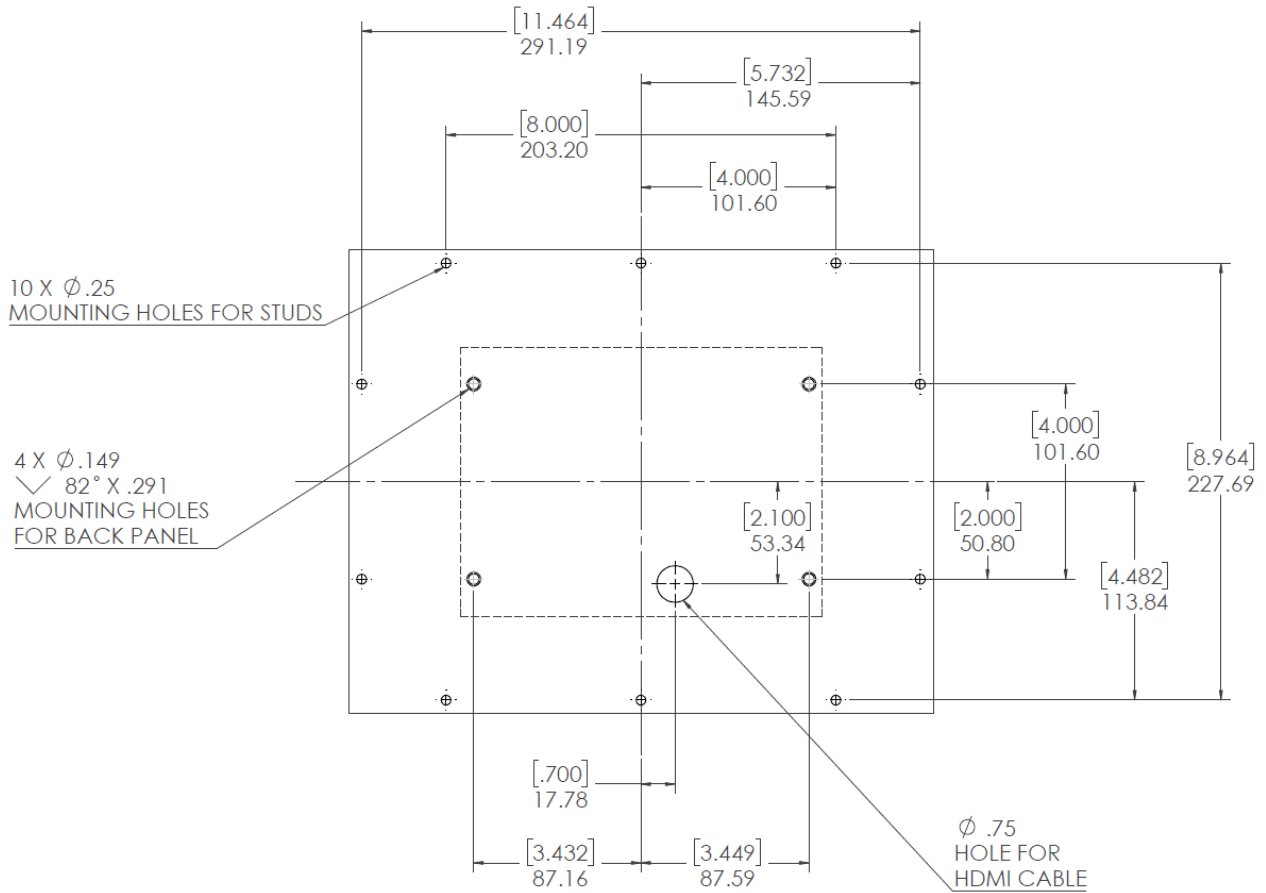 [11.464]
291.19
[5.732]
145.59
[8.000]
203.20
[4.000]
101.60
10 X Ø.25
MOUNTING HOLES FOR STUDS
4 X Ø.149
⌵ 82° X .291
MOUNTING HOLES
FOR BACK PANEL
[4.000]
101.60
[8.964]
227.69
[2.100]
53.34
[2.000]
50.80
[4.482]
113.84
[.700]
17.78
[3.432]
87.16
[3.449]
87.59
Ø .75
HOLE FOR
HDMI CABLE